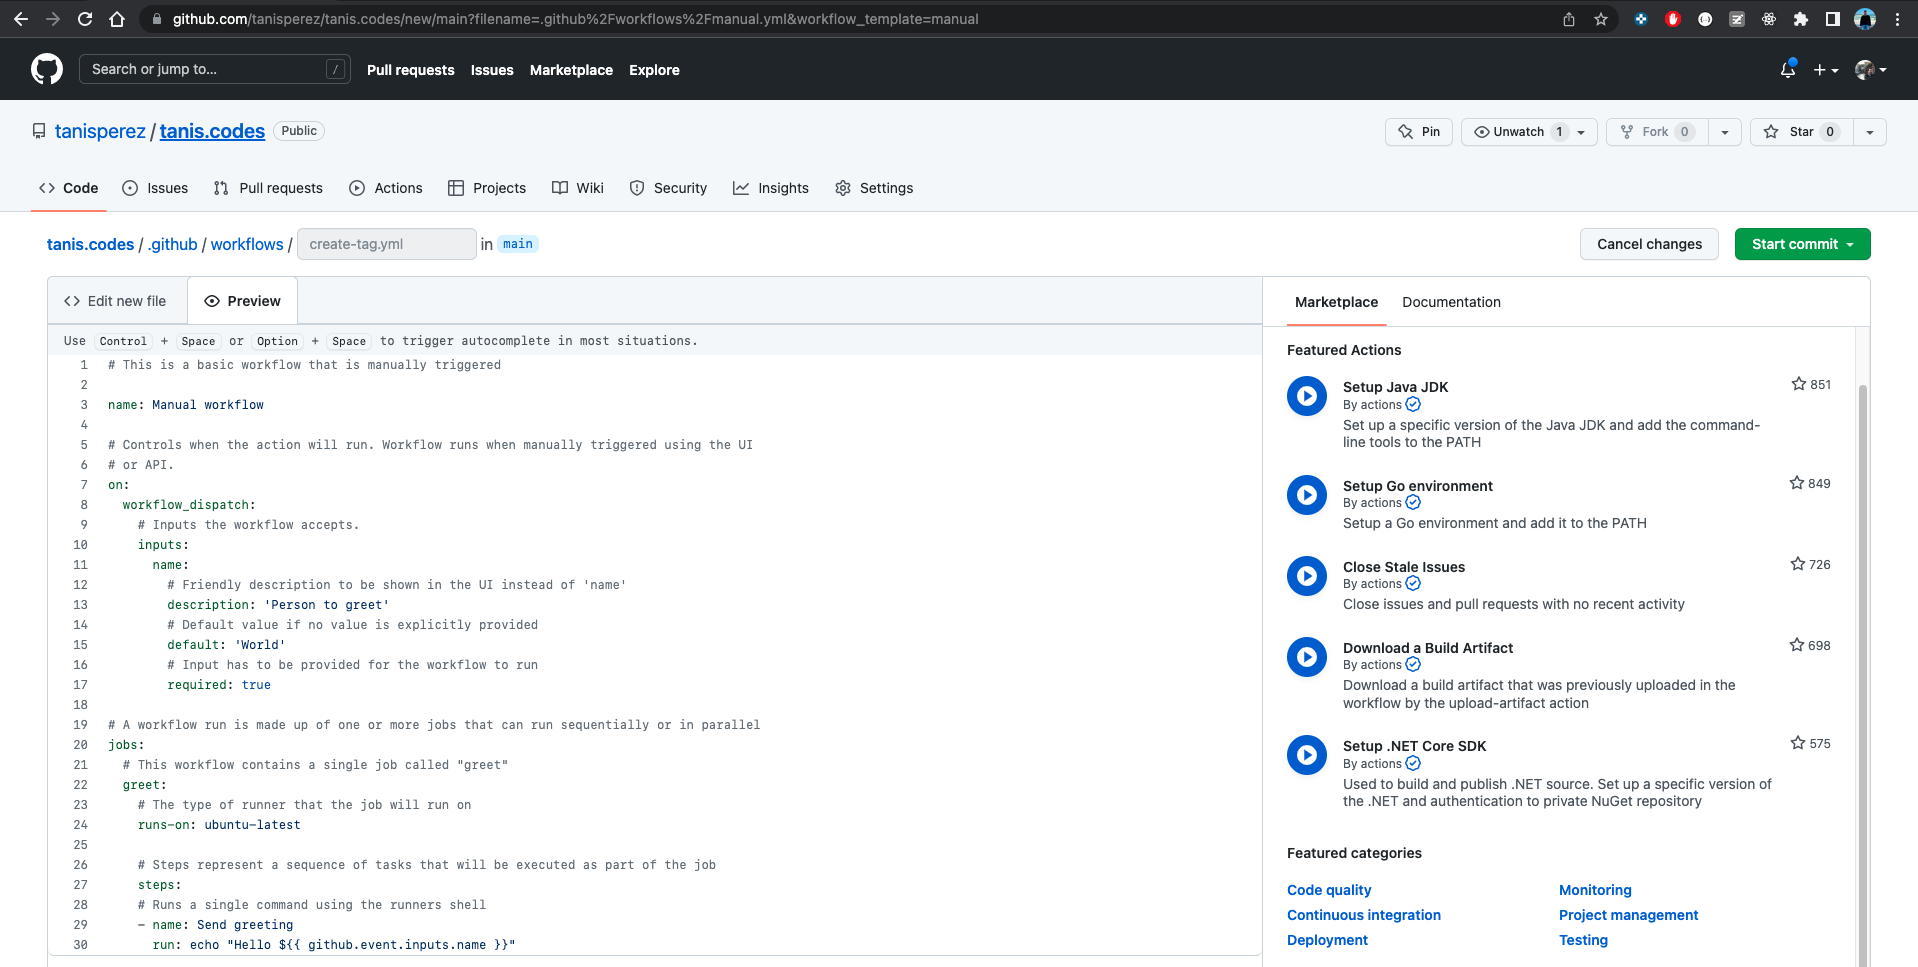 github.com/tanisperez/tanis.codes/new/main?filename=.github%2Fworkflows%2Fmanual.yml&workflow_template=manual
Search or jump to... /
Pull requests Issues Marketplace Explore
tanisperez / tanis.codes Public
Pin Unwatch 1 Fork 0 Star 0
Code Issues Pull requests Actions Projects Wiki Security Insights Settings
tanis.codes / .github / workflows / create-tag.yml in main
Cancel changes Start commit
Edit new file Preview
Use Control + Space or Option + Space to trigger autocomplete in most situations.
1 # This is a basic workflow that is manually triggered
2
3 name: Manual workflow
4
5 # Controls when the action will run. Workflow runs when manually triggered using the UI
6 # or API.
7 on:
8 workflow_dispatch:
9 # Inputs the workflow accepts.
10 inputs:
11 name:
12 # Friendly description to be shown in the UI instead of 'name'
13 description: 'Person to greet'
14 # Default value if no value is explicitly provided
15 default: 'World'
16 # Input has to be provided for the workflow to run
17 required: true
18
19 # A workflow run is made up of one or more jobs that can run sequentially or in parallel
20 jobs:
21 # This workflow contains a single job called "greet"
22 greet:
23 # The type of runner that the job will run on
24 runs-on: ubuntu-latest
25
26 # Steps represent a sequence of tasks that will be executed as part of the job
27 steps:
28 # Runs a single command using the runners shell
29 - name: Send greeting
30 run: echo "Hello ${{ github.event.inputs.name }}"
Marketplace Documentation
Featured Actions
Setup Java JDK 851
By actions
Set up a specific version of the Java JDK and add the command-
line tools to the PATH
Setup Go environment 849
By actions
Setup a Go environment and add it to the PATH
Close Stale Issues 726
By actions
Close issues and pull requests with no recent activity
Download a Build Artifact 698
By actions
Download a build artifact that was previously uploaded in the
workflow by the upload-artifact action
Setup .NET Core SDK 575
By actions
Used to build and publish .NET source. Set up a specific version of
the .NET and authentication to private NuGet repository
Featured categories
Code quality Monitoring
Continuous integration Project management
Deployment Testing